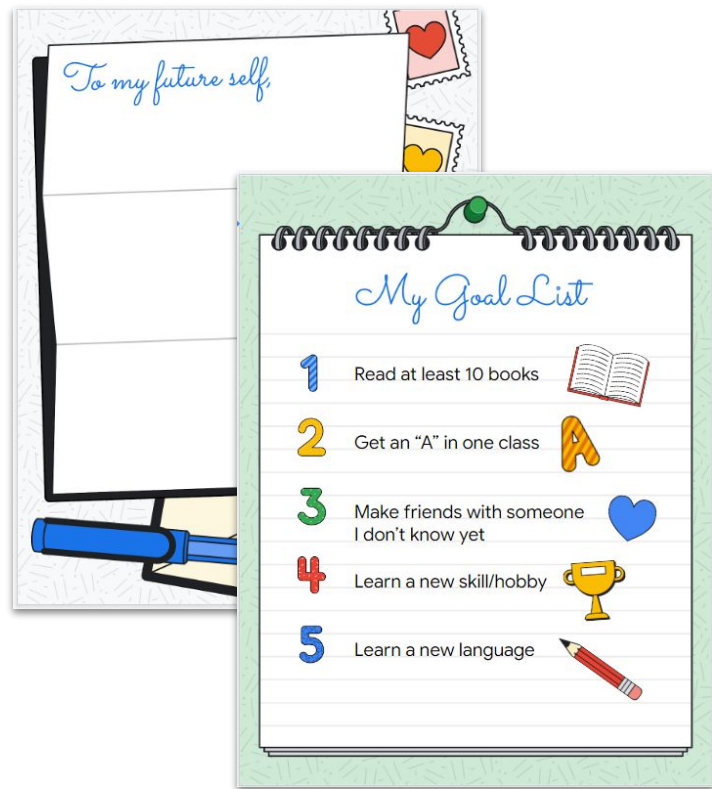 To my future self,
My Goal List
1 Read at least 10 books
2 Get an “A” in one class
3 Make friends with someone
I don’t know yet
4 Learn a new skill/hobby
5 Learn a new language